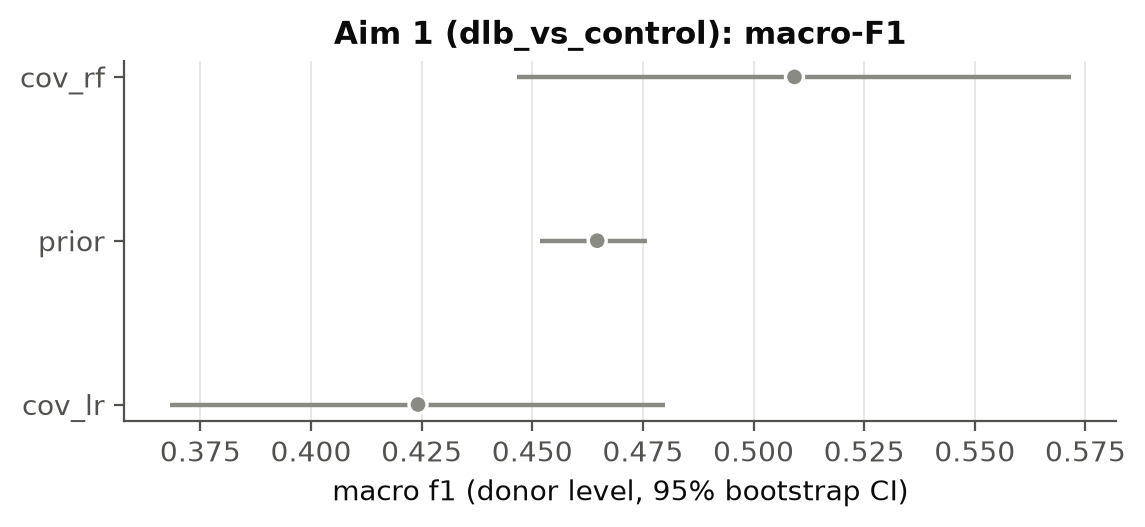 Aim 1 (dlb_vs_control): macro-F1
cov_rf
prior
cov_lr
0.375 0.400 0.425 0.450 0.475 0.500 0.525 0.550 0.575
macro f1 (donor level, 95% bootstrap CI)